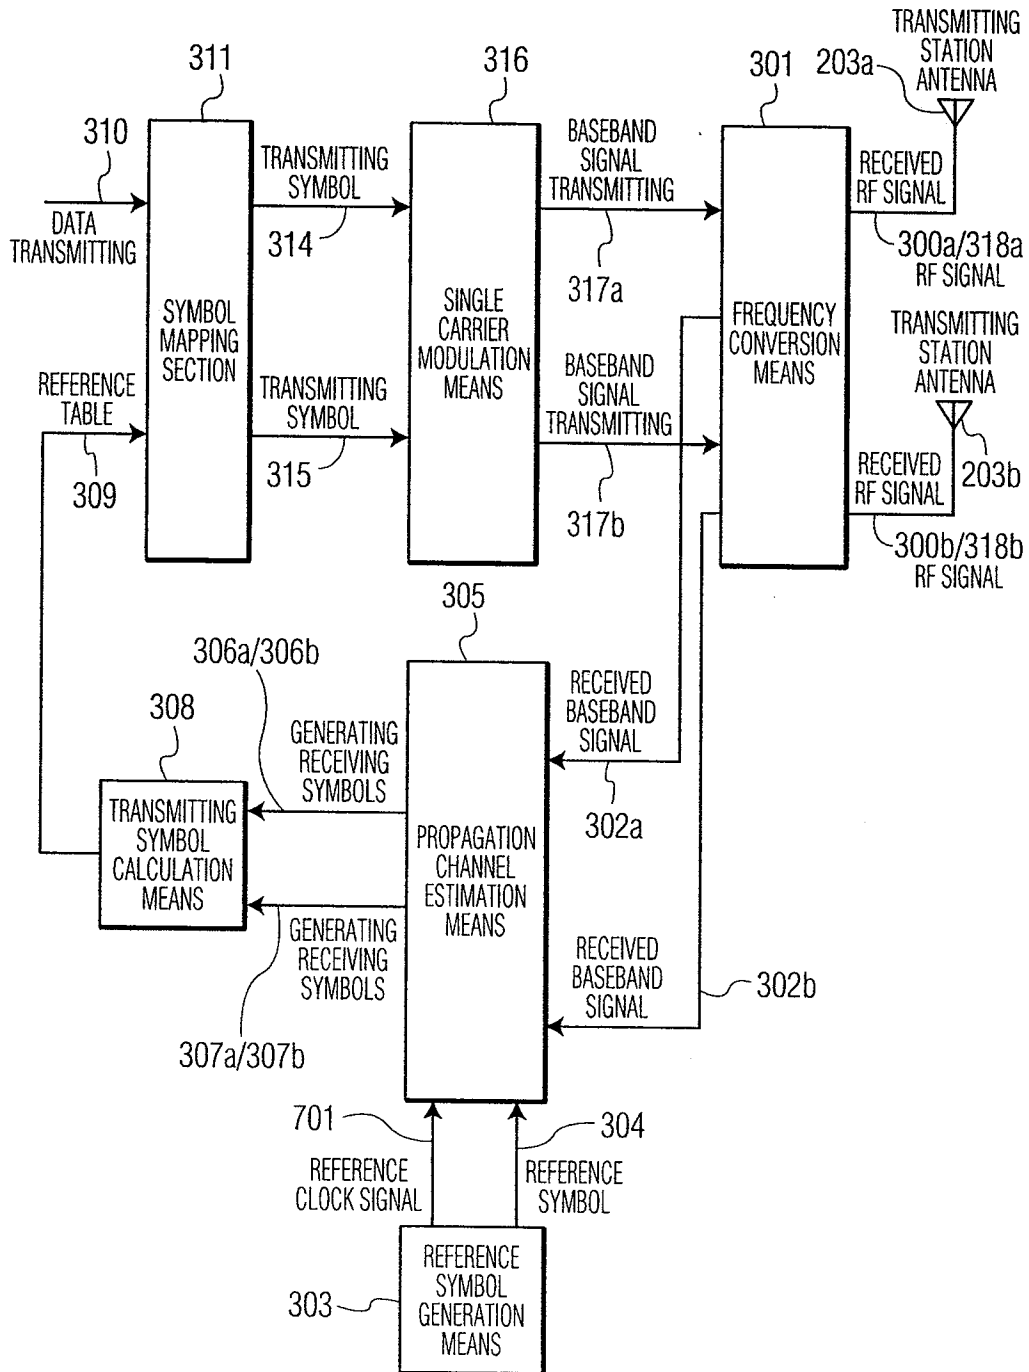 TRANSMITTING
STATION
ANTENNA
203a
311
316
301
310
DATA
TRANSMITTING
SYMBOL
MAPPING
SECTION
TRANSMITTING
SYMBOL
314
SINGLE
CARRIER
MODULATION
MEANS
BASEBAND
SIGNAL
TRANSMITTING
317a
FREQUENCY
CONVERSION
MEANS
RECEIVED
RF SIGNAL
300a/318a
RF SIGNAL
TRANSMITTING
STATION
ANTENNA
REFERENCE
TABLE
309
TRANSMITTING
SYMBOL
315
BASEBAND
SIGNAL
TRANSMITTING
317b
RECEIVED
RF SIGNAL
203b
300b/318b
RF SIGNAL
305
306a/306b
308
GENERATING
RECEIVING
SYMBOLS
RECEIVED
BASEBAND
SIGNAL
302a
TRANSMITTING
SYMBOL
CALCULATION
MEANS
PROPAGATION
CHANNEL
ESTIMATION
MEANS
GENERATING
RECEIVING
SYMBOLS
307a/307b
RECEIVED
BASEBAND
SIGNAL
302b
701
304
REFERENCE
CLOCK SIGNAL
REFERENCE
SYMBOL
303
REFERENCE
SYMBOL
GENERATION
MEANS